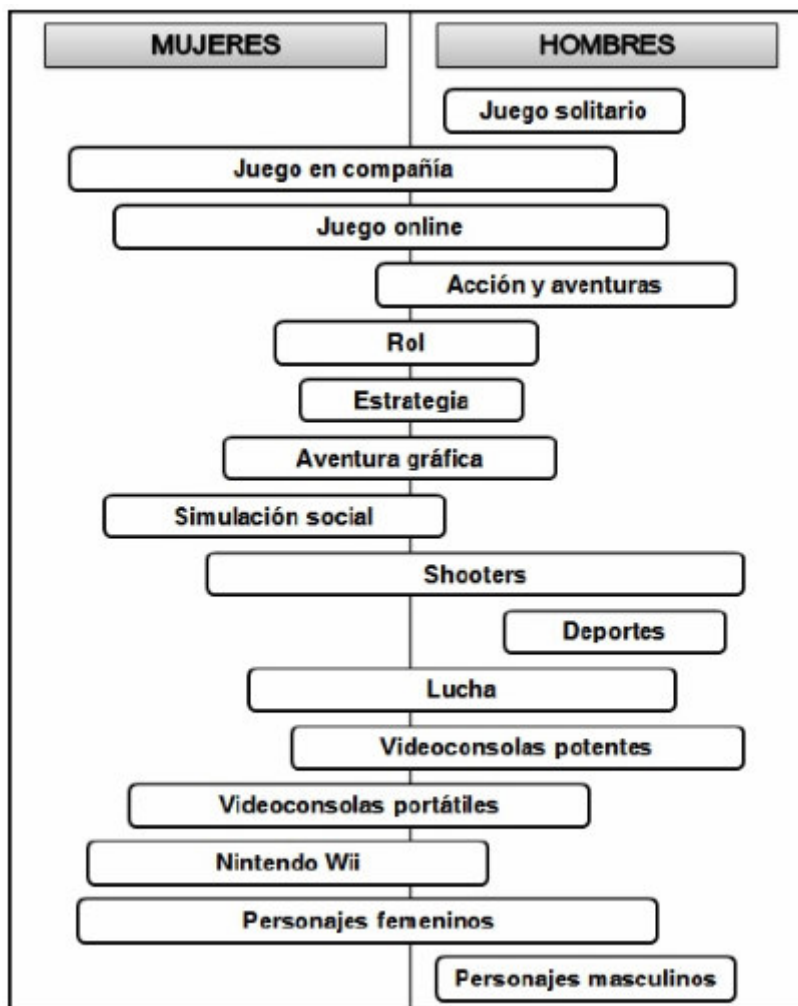 MUJERES
HOMBRES
Juego solitario
Juego en compañía
Juego online
Acción y aventuras
Rol
Estrategia
Aventura gráfica
Simulación social
Shooters
Deportes
Lucha
Videoconsolas potentes
Videoconsolas portátiles
Nintendo Wii
Personajes femeninos
Personajes masculinos